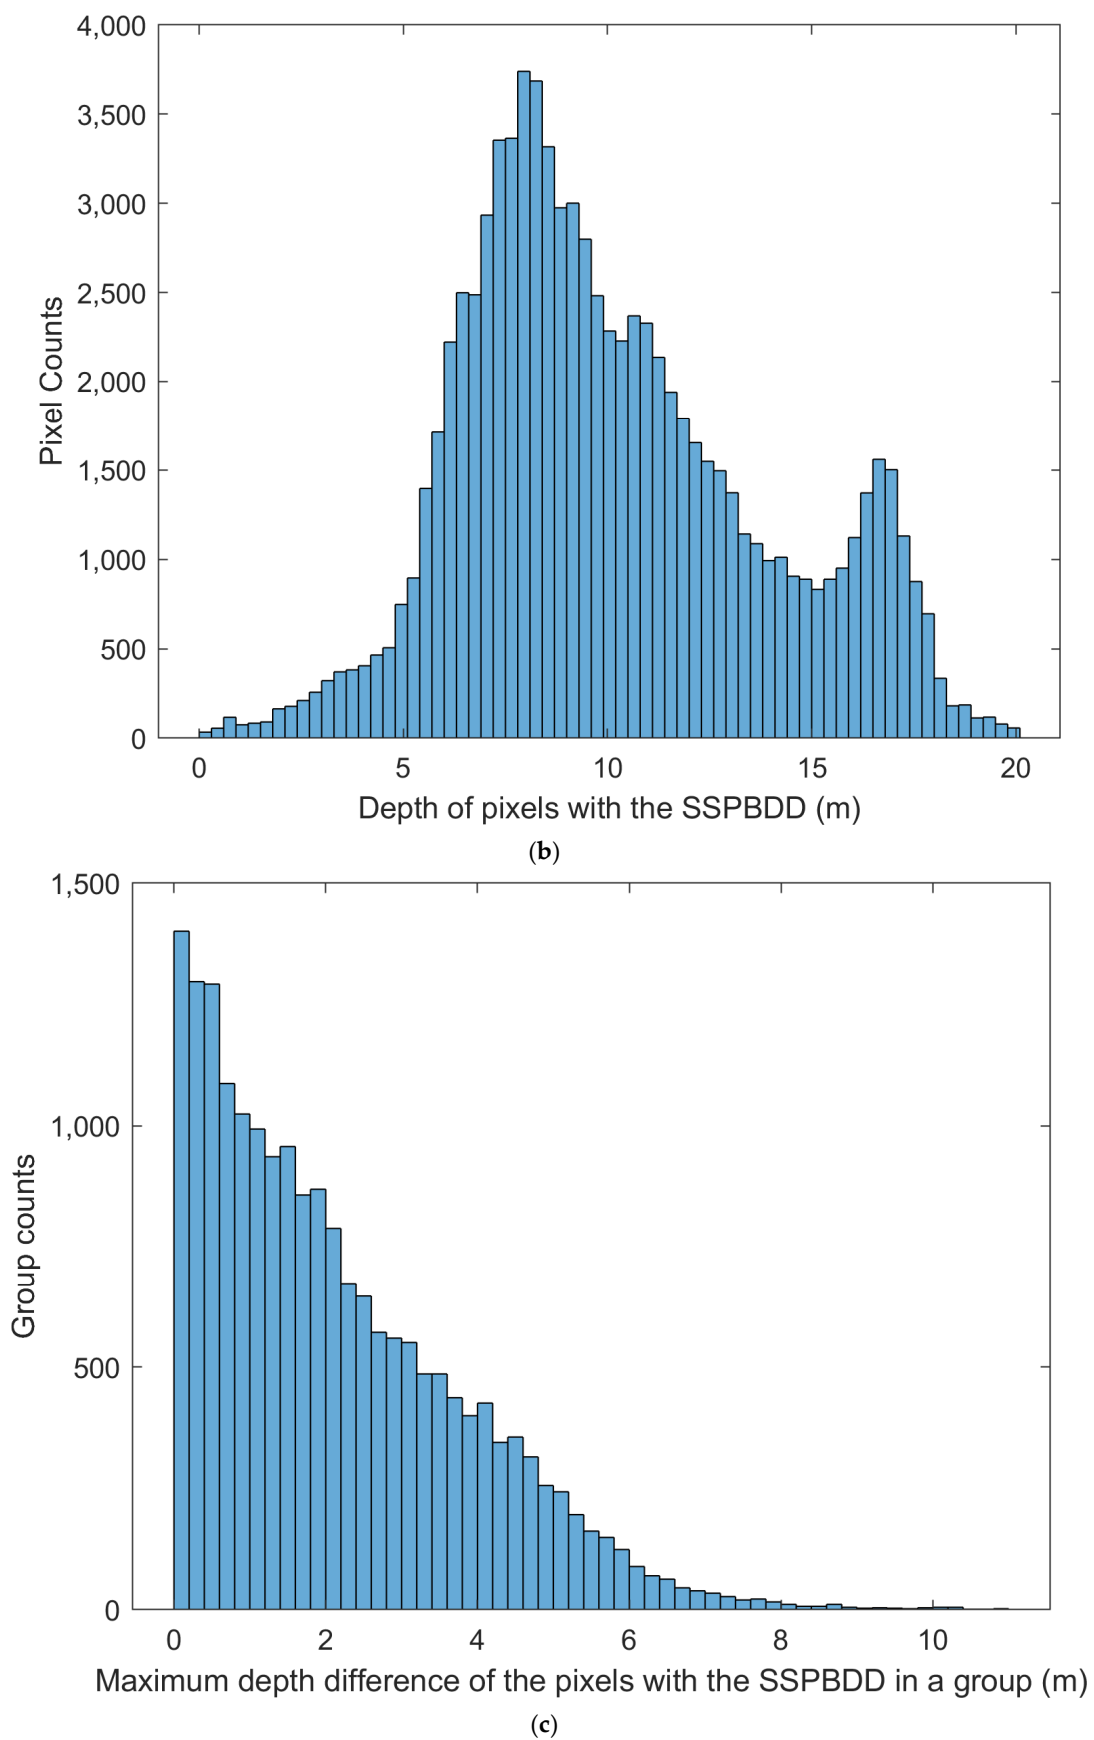 4,000
3,500
3,000
2,500
2,000
1,500
1,000
500
0
Pixel Counts
0 5 10 15 20
Depth of pixels with the SSPBDD (m)
(b)
1,500
1,000
500
0
Group counts
0 2 4 6 8 10
Maximum depth difference of the pixels with the SSPBDD in a group (m)
(c)